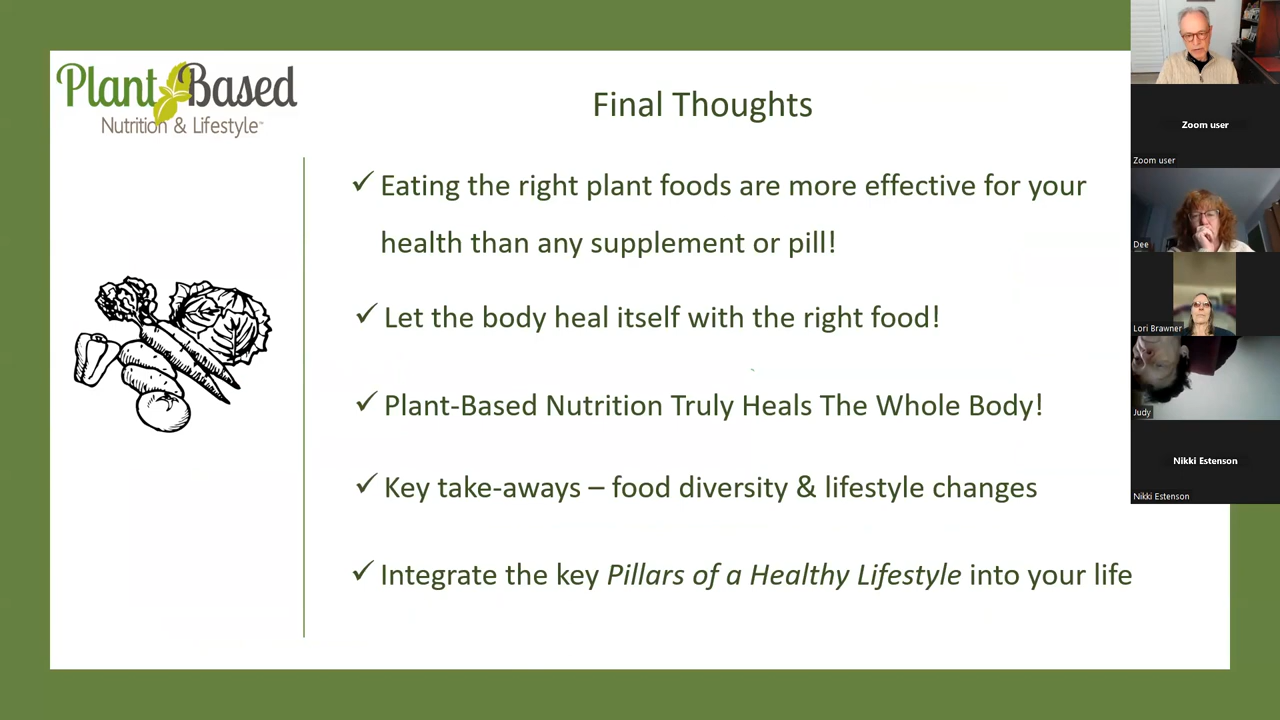 Plant Based
Nutrition & Lifestyle™
Final Thoughts
✓ Eating the right plant foods are more effective for your
health than any supplement or pill!
✓ Let the body heal itself with the right food!
✓ Plant-Based Nutrition Truly Heals The Whole Body!
✓ Key take-aways – food diversity & lifestyle changes
✓ Integrate the key Pillars of a Healthy Lifestyle into your life
Zoom user
Zoom user
Dee
Lori Brawner
Judy
Nikki Estenson
Nikki Estenson